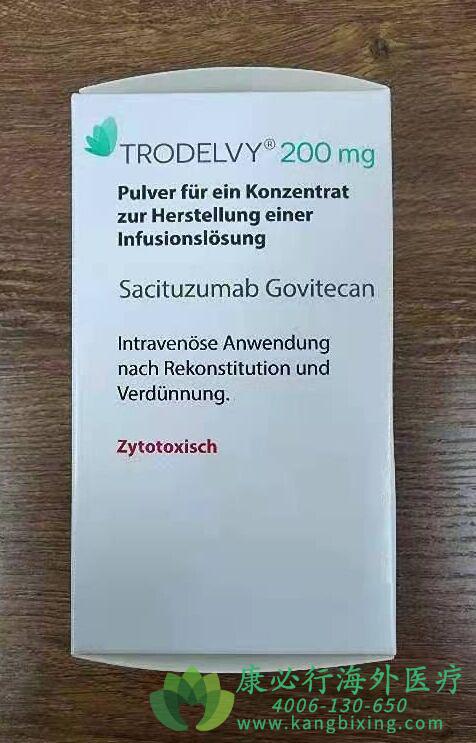 TRODELVY® 200 mg
Pulver für ein Konzentrat
zur Herstellung einer
Infusionslösung
Sacituzumab Govitecan
Intravenöse Anwendung
nach Rekonstitution und
Verdünnung.
Zytotoxisch
康必行海外医疗
4006-130-650
www.kangbixing.com